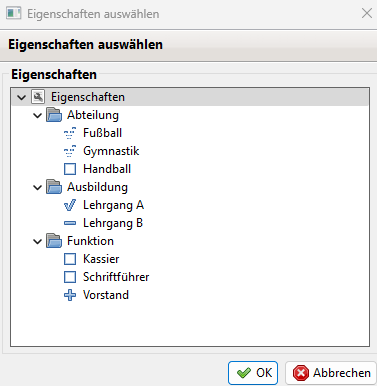 Eigenschaften auswählen
Eigenschaften auswählen
Eigenschaften
Eigenschaften
Abteilung
Fußball
Gymnastik
Handball
Ausbildung
Lehrgang A
Lehrgang B
Funktion
Kassier
Schriftführer
Vorstand
OK Abbrechen